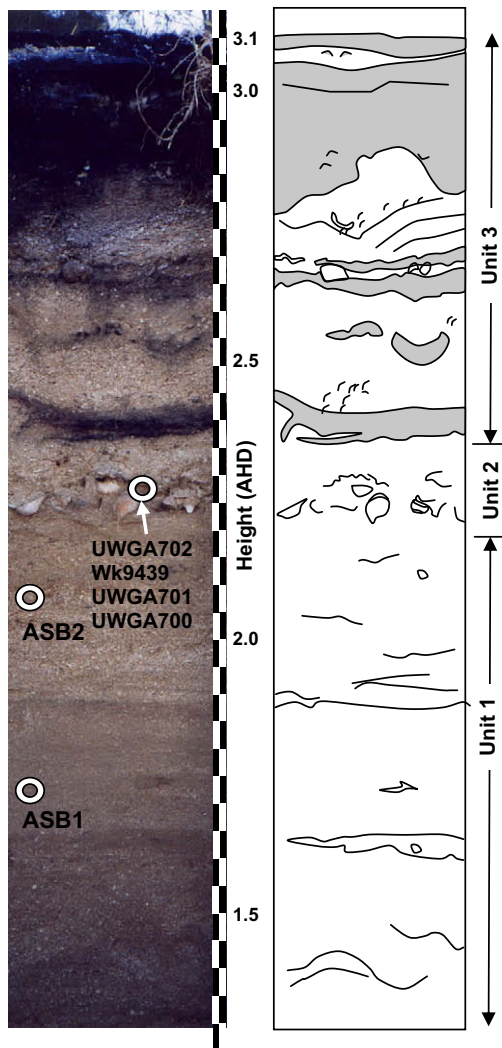 3.1
3.0
2.5
Height (AHD)
2.0
1.5
UWGA702
Wk9439
UWGA701
UWGA700
ASB2
ASB1
Unit 3
Unit 2
Unit 1